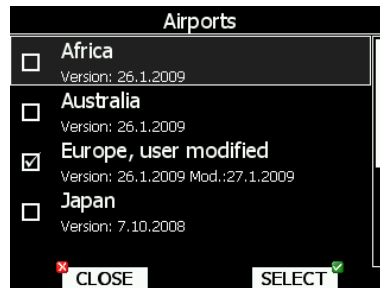 Airports
Africa
Version: 26.1.2009
Australia
Version: 26.1.2009
Europe, user modified
Version: 26.1.2009 Mod.:27.1.2009
Japan
Version: 7.10.2008
CLOSE SELECT